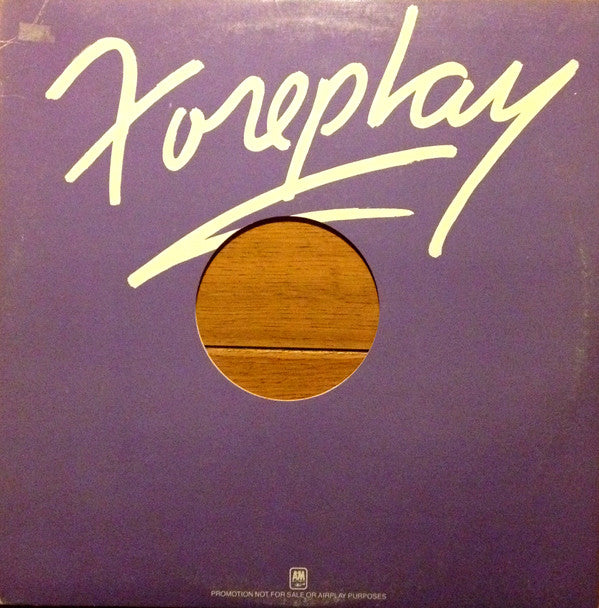 Foreplay
A&M
PROMOTION NOT FOR SALE OR AIRPLAY PURPOSES